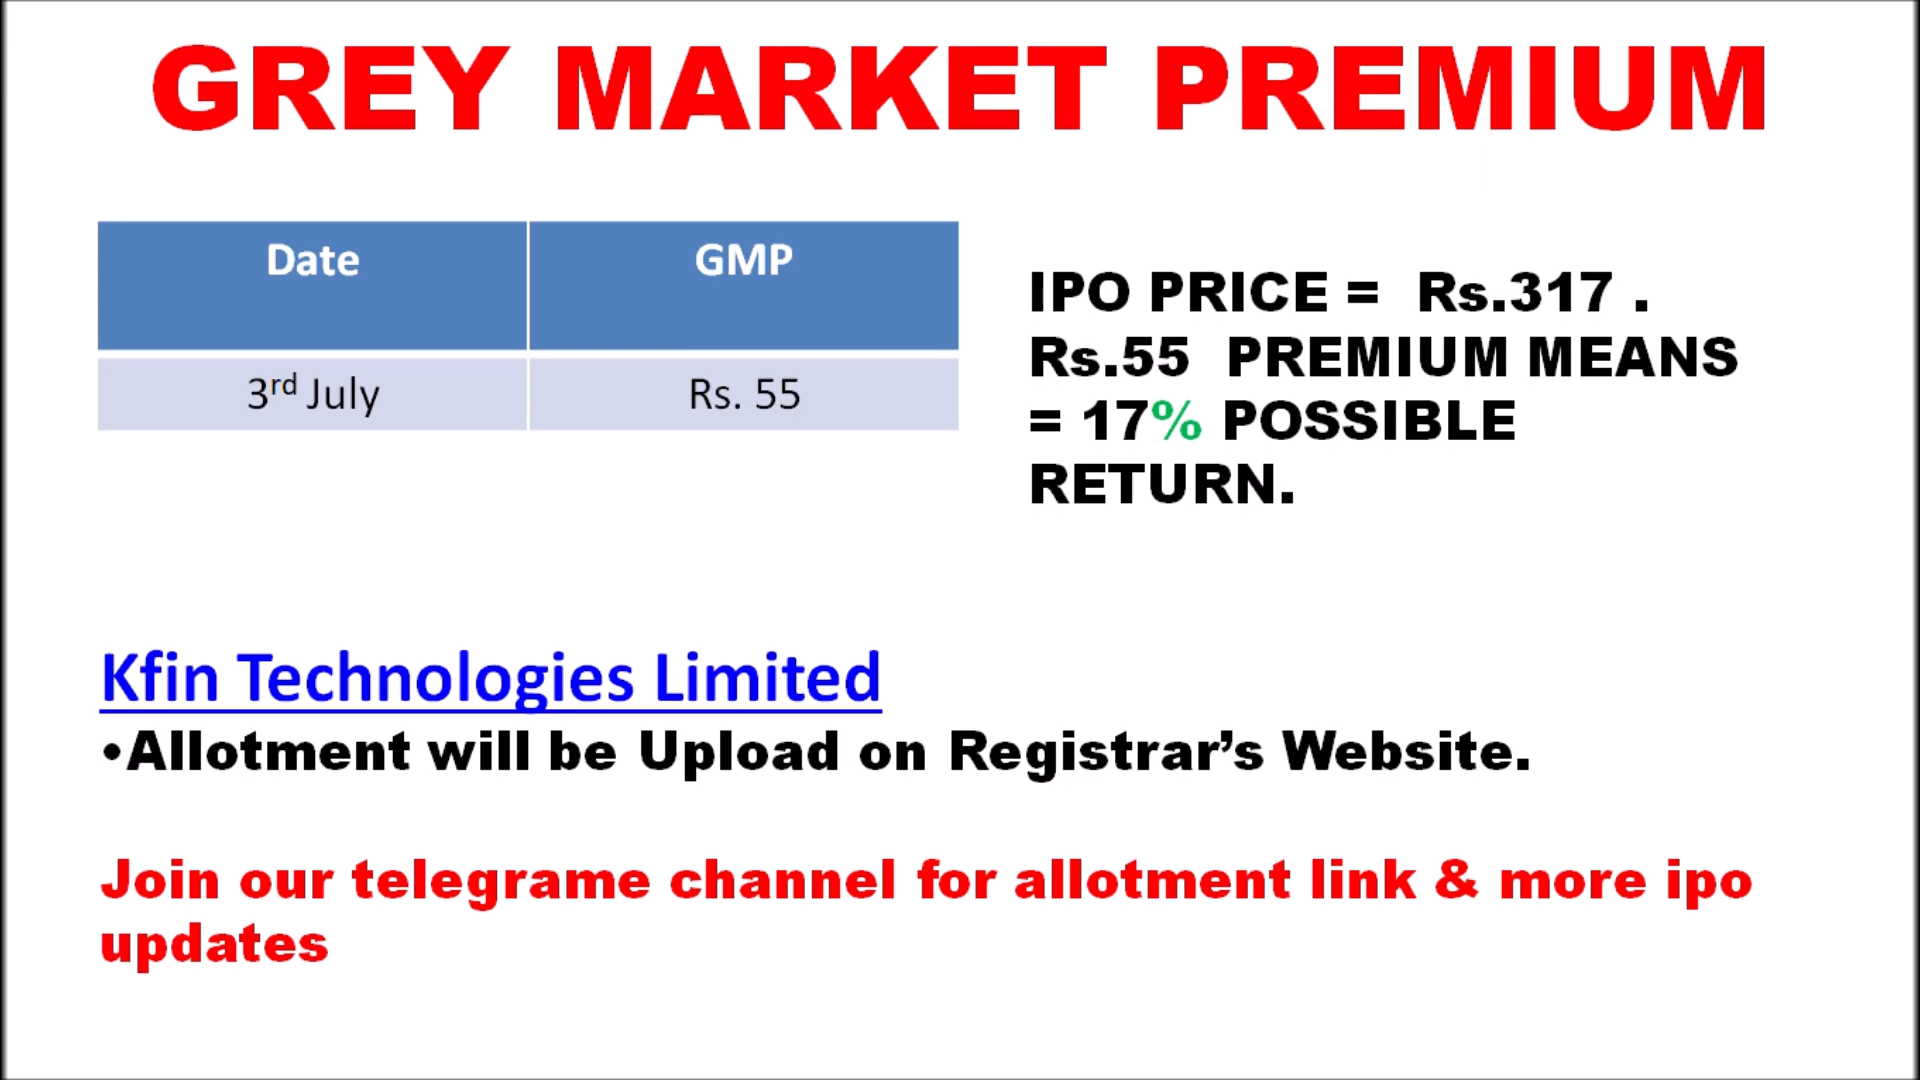 GREY MARKET PREMIUM
Date GMP
3rd July Rs. 55
IPO PRICE = Rs.317 .
Rs.55 PREMIUM MEANS
= 17% POSSIBLE
RETURN.
Kfin Technologies Limited
•Allotment will be Upload on Registrar’s Website.
Join our telegrame channel for allotment link & more ipo
updates